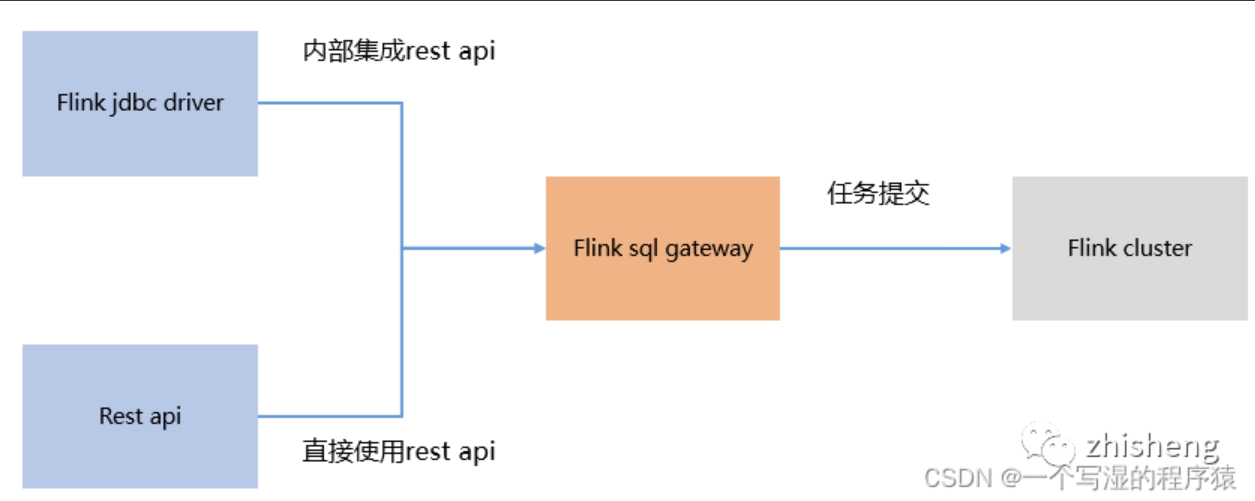 内部集成rest api
Flink jdbc driver
任务提交
Flink sql gateway
Flink cluster
Rest api
直接使用rest api
zhisheng
CSDN @一个写湿的程序猿